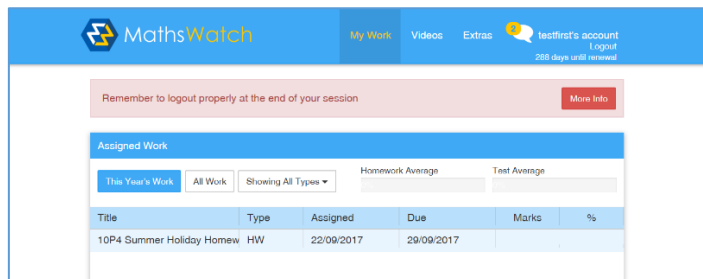 MathsWatch
My Work Videos Extras 2 testfirst's account
Logout
286 days until renewal
Remember to logout properly at the end of your session More Info
Assigned Work
This Year's Work All Work Showing All Types Homework Average Test Average
Title Type Assigned Due Marks %
10P4 Summer Holiday Homew HW 22/09/2017 29/09/2017